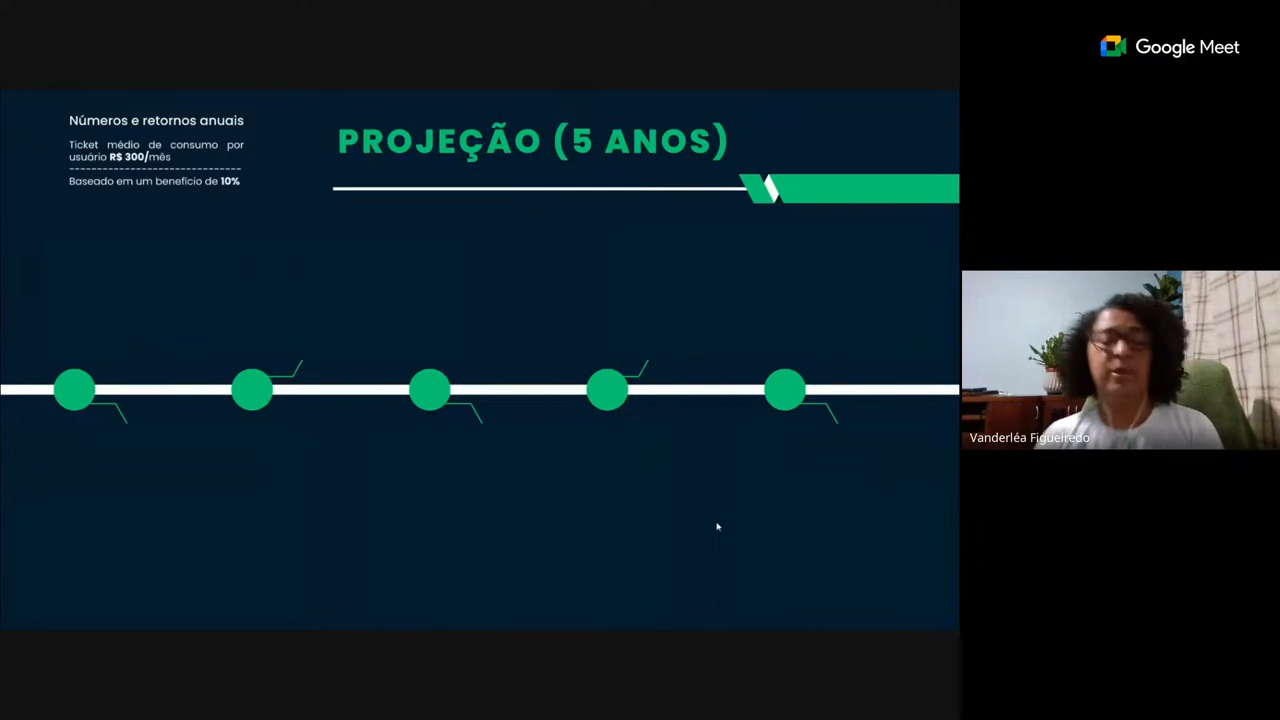 Google Meet
Números e retornos anuais
PROJEÇÃO (5 ANOS)
Ticket médio de consumo por
usuário R$ 300/mês
------------------------------
Baseado em um benefício de 10%
Vanderléa Figueiredo